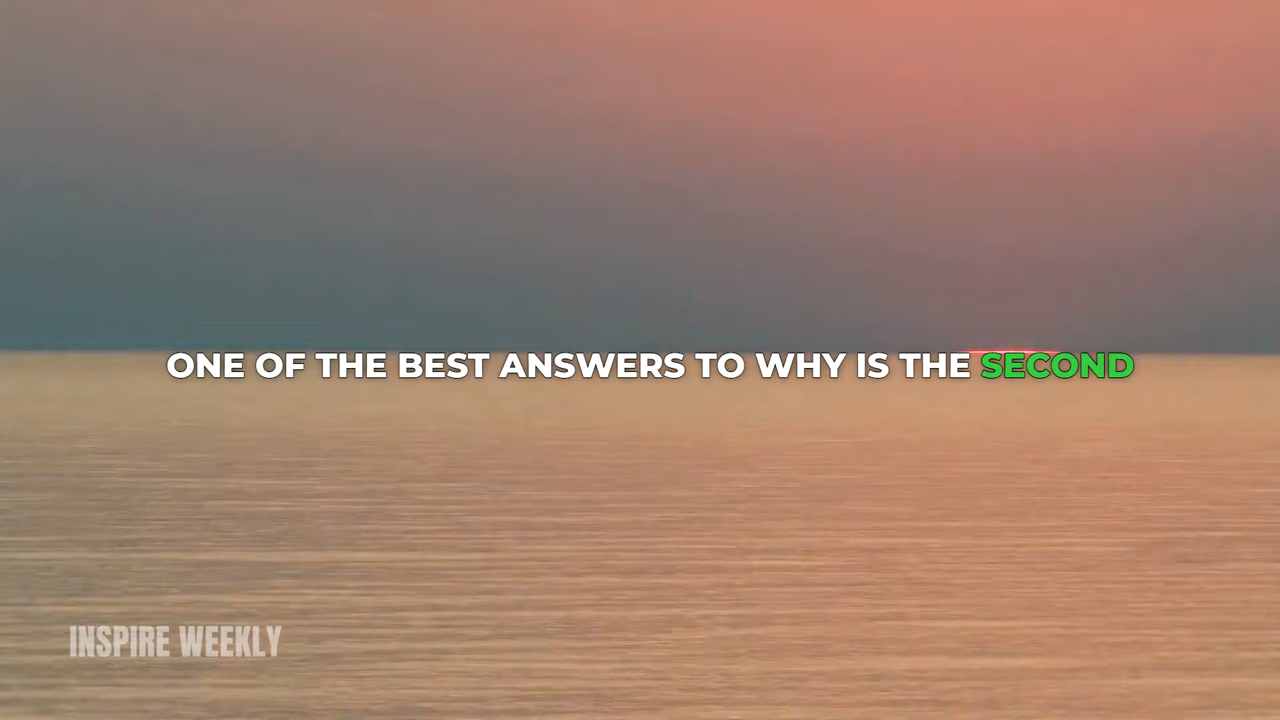 ONE OF THE BEST ANSWERS TO WHY IS THE SECOND
INSPIRE WEEKLY